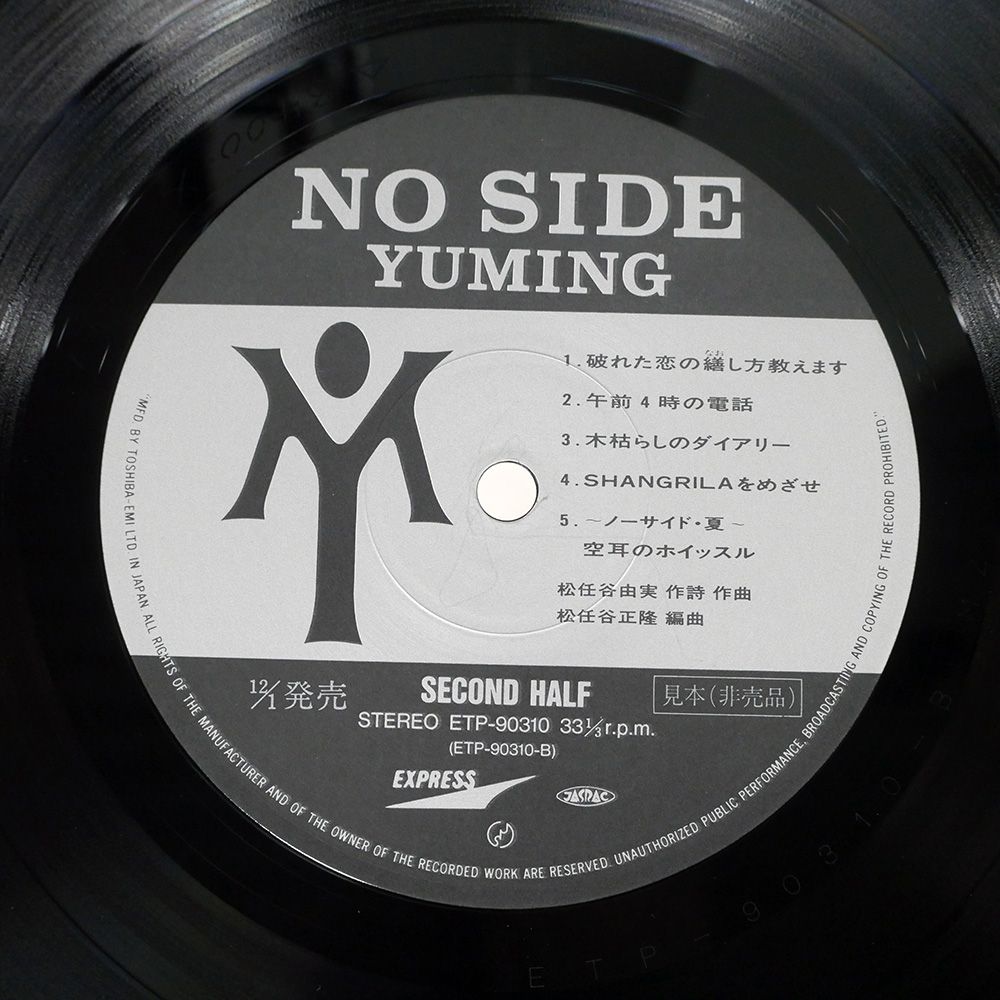 NO SIDE
YUMING
1. 破れた恋の繕し方教えます
なお
2. 午前4時の電話
3. 木枯らしのダイアリー
4. SHANGRILAをめざせ
5. ～ノーサイド・夏～
空耳のホイッスル
松任谷由実 作詩 作曲
松任谷正隆 編曲
12/1発売
SECOND HALF
見本(非売品)
STEREO ETP-90310 33⅓r.p.m.
(ETP-90310-B)
EXPRESS
JASRAC
"MFD. BY TOSHIBA-EMI LTD. IN JAPAN ALL RIGHTS OF THE MANUFACTURER AND OF THE OWNER OF THE RECORDED WORK ARE RESERVED. UNAUTHORIZED PUBLIC PERFORMANCE, BROADCASTING AND COPYING OF THE RECORD PROHIBITED."
ETP-90310-B